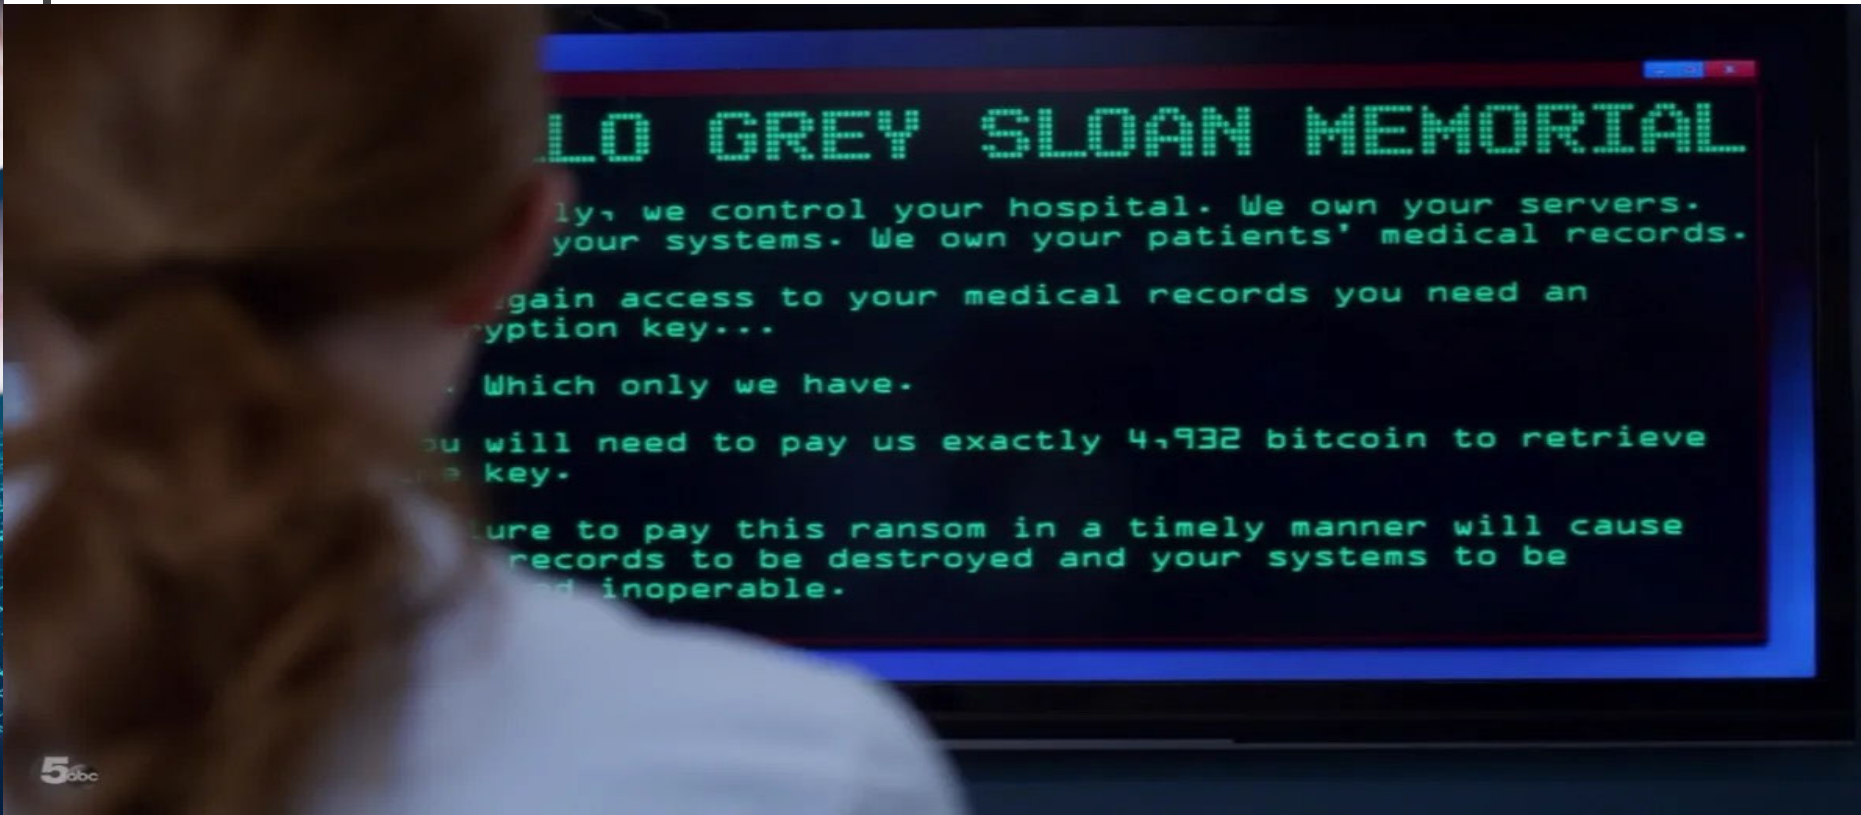 LO GREY SLOAN MEMORIAL
we control your hospital. We own your servers.
your systems. We own your patients' medical records.
access to your medical records you need an
key...
. Which only we have.
will need to pay us exactly 4,932 bitcoin to retrieve
key.
to pay this ransom in a timely manner will cause
records to be destroyed and your systems to be
inoperable.
5abc